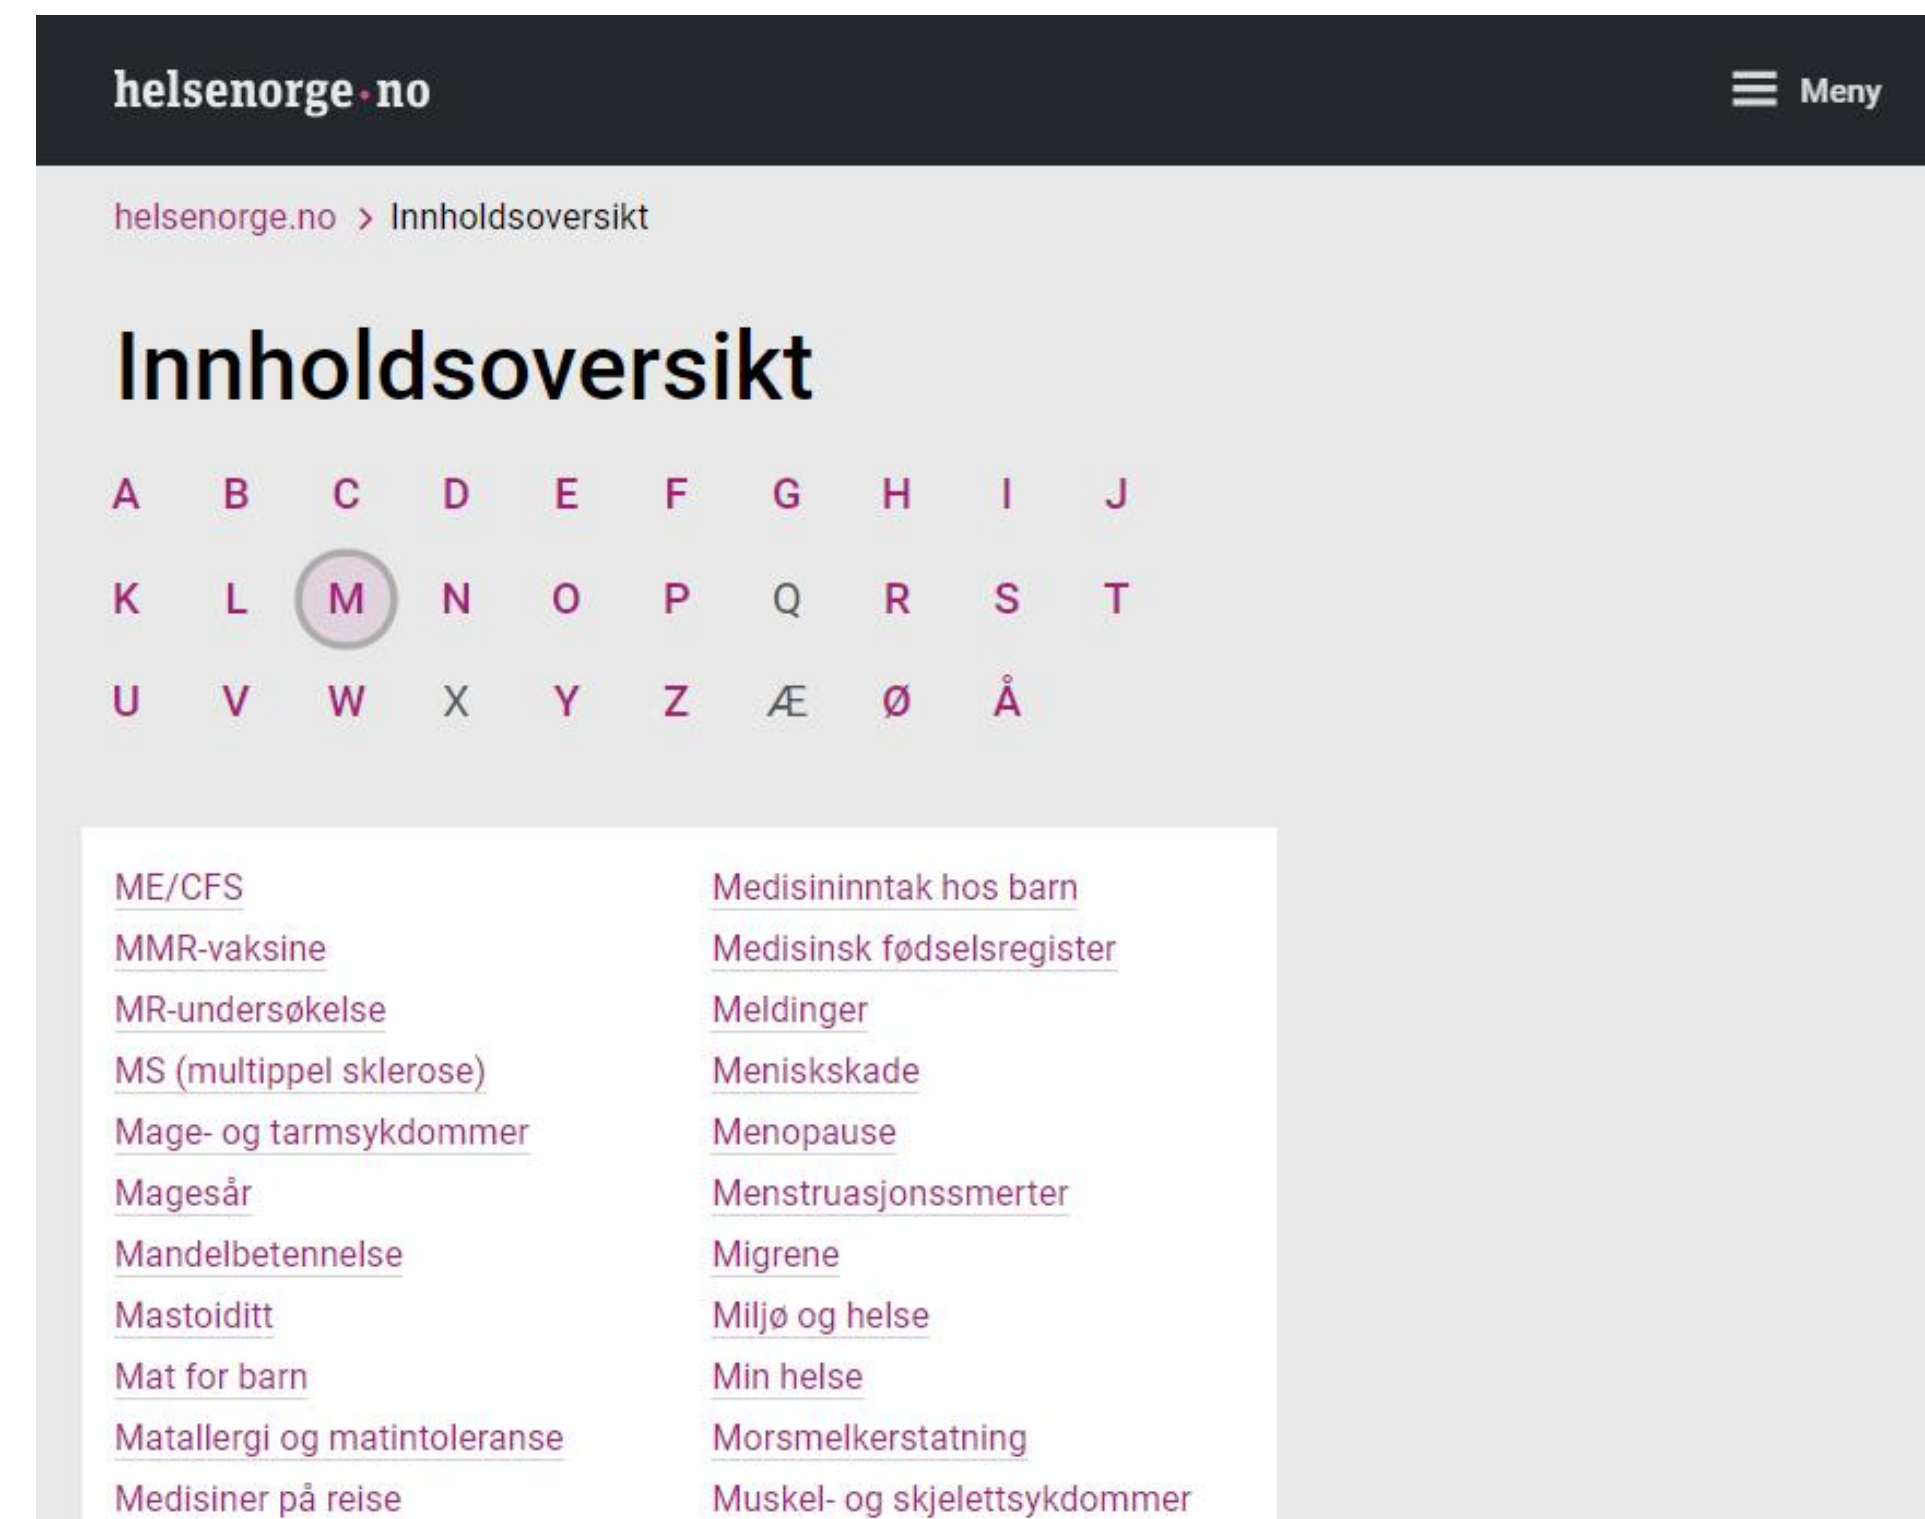 helsenorge.no
Meny
helsenorge.no > Innholdsoversikt
Innholdsoversikt
A B C D E F G H I J
K L M N O P Q R S T
U V W X Y Z Æ Ø Å
ME/CFS
MMR-vaksine
MR-undersøkelse
MS (multippel sklerose)
Mage- og tarmsykdommer
Magesår
Mandelbetennelse
Mastoiditt
Mat for barn
Matallergi og matintoleranse
Medisiner på reise
Medisininntak hos barn
Medisinsk fødselsregister
Meldinger
Meniskskade
Menopause
Menstruasjonssmerter
Migrene
Miljø og helse
Min helse
Morsmelkerstatning
Muskel- og skjelettsykdommer